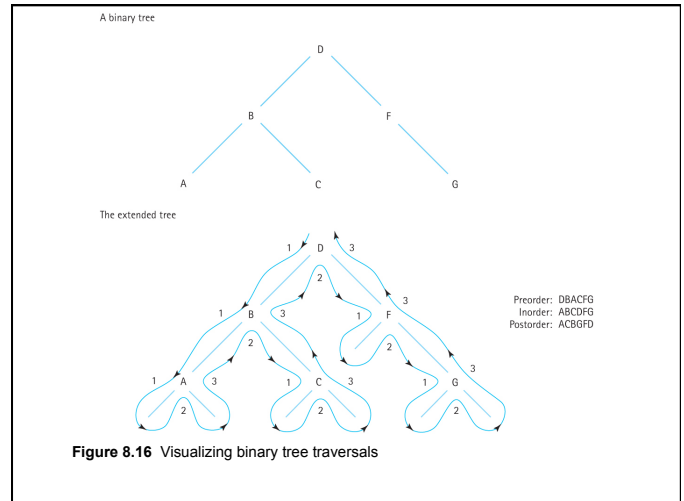 A binary tree
D
B F
A C G
The extended tree
1 D 3
2
1 B 3 1 F 3
2 2
1 A 3 1 C 3 1 G 3
2 2 2
Preorder: DBACFG
Inorder: ABCDFG
Postorder: ACBGFD
Figure 8.16 Visualizing binary tree traversals